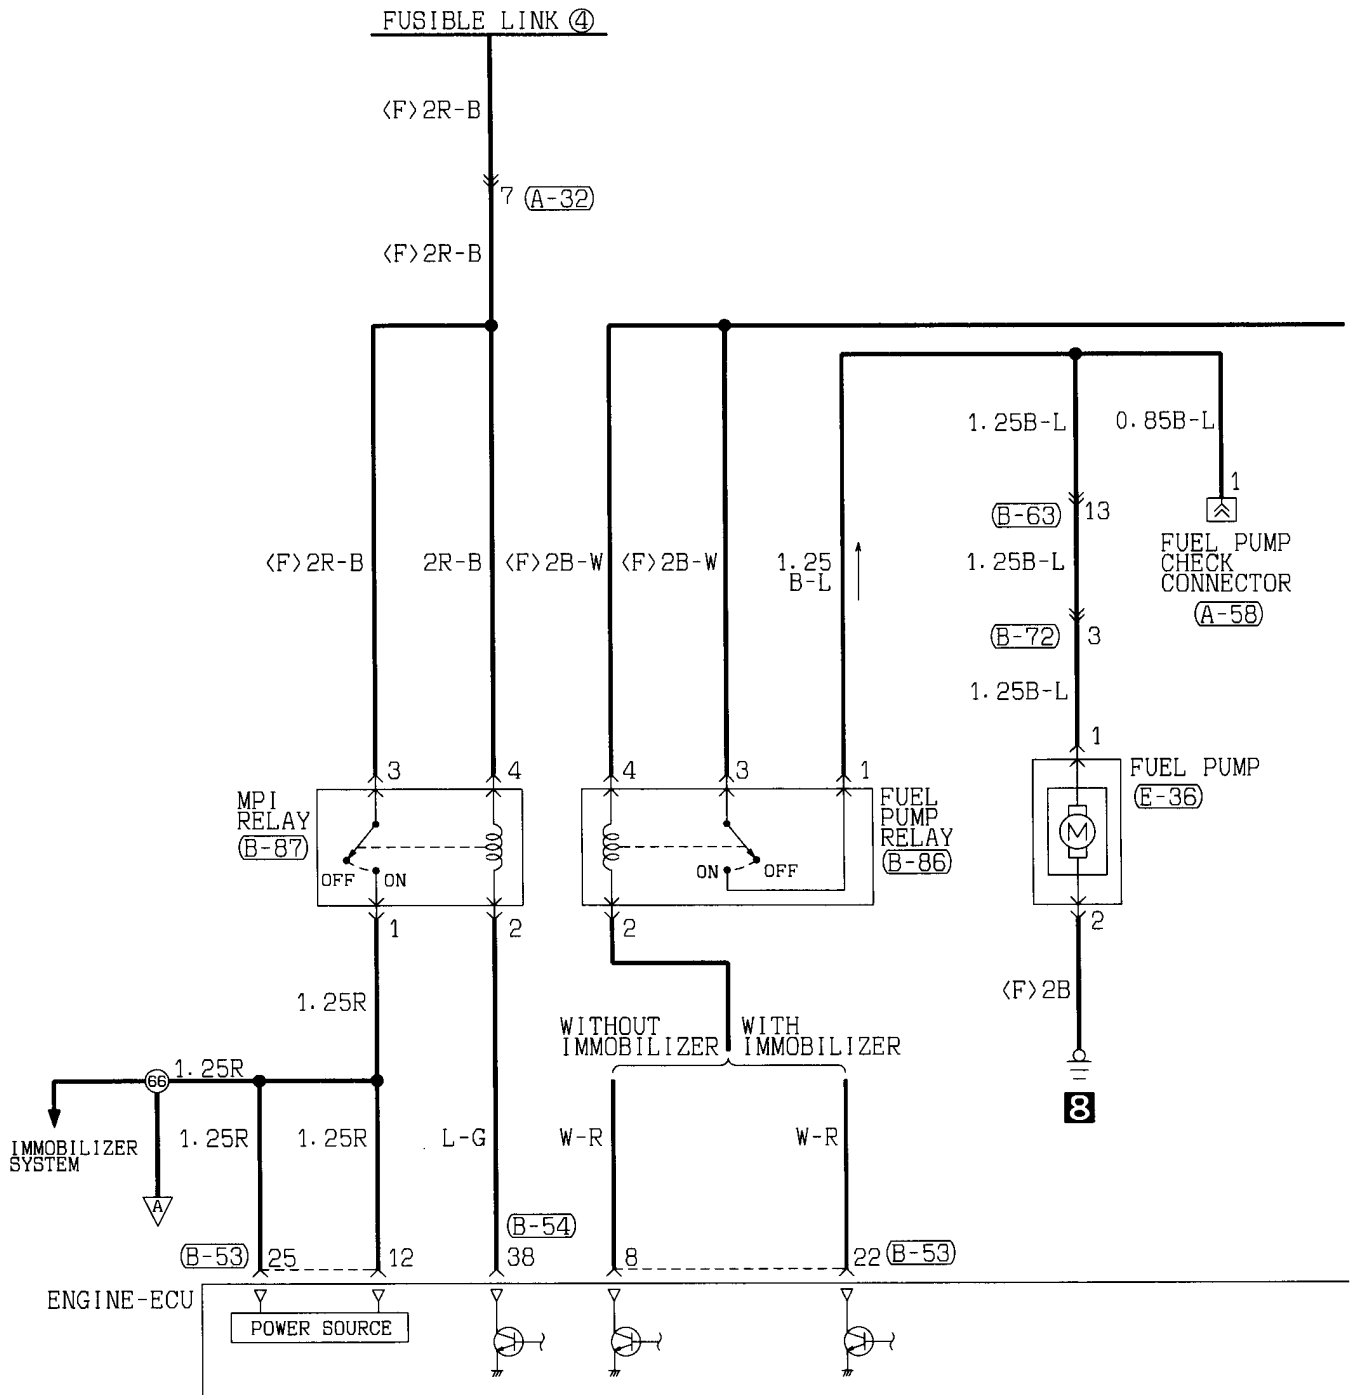 FUSIBLE LINK ④
<F>2R-B
7 A-32
<F>2R-B
1.25B-L 0.85B-L
1
B-63 13
FUEL PUMP
CHECK
CONNECTOR
A-58
<F>2R-B 2R-B <F>2B-W <F>2B-W 1.25
B-L
1.25B-L
B-72 3
1.25B-L
1
3 4 4 3 1
MPI
RELAY
B-87
OFF ON
FUEL
PUMP
RELAY
B-86
ON OFF
FUEL PUMP
E-36
M
1 2 2 2
1.25R
<F>2B
WITHOUT
IMMOBILIZER
WITH
IMMOBILIZER
8
66 1.25R
IMMOBILIZER
SYSTEM
A
1.25R 1.25R L-G W-R W-R
B-54
B-53 25 12 38 8 22 B-53
ENGINE-ECU
POWER SOURCE